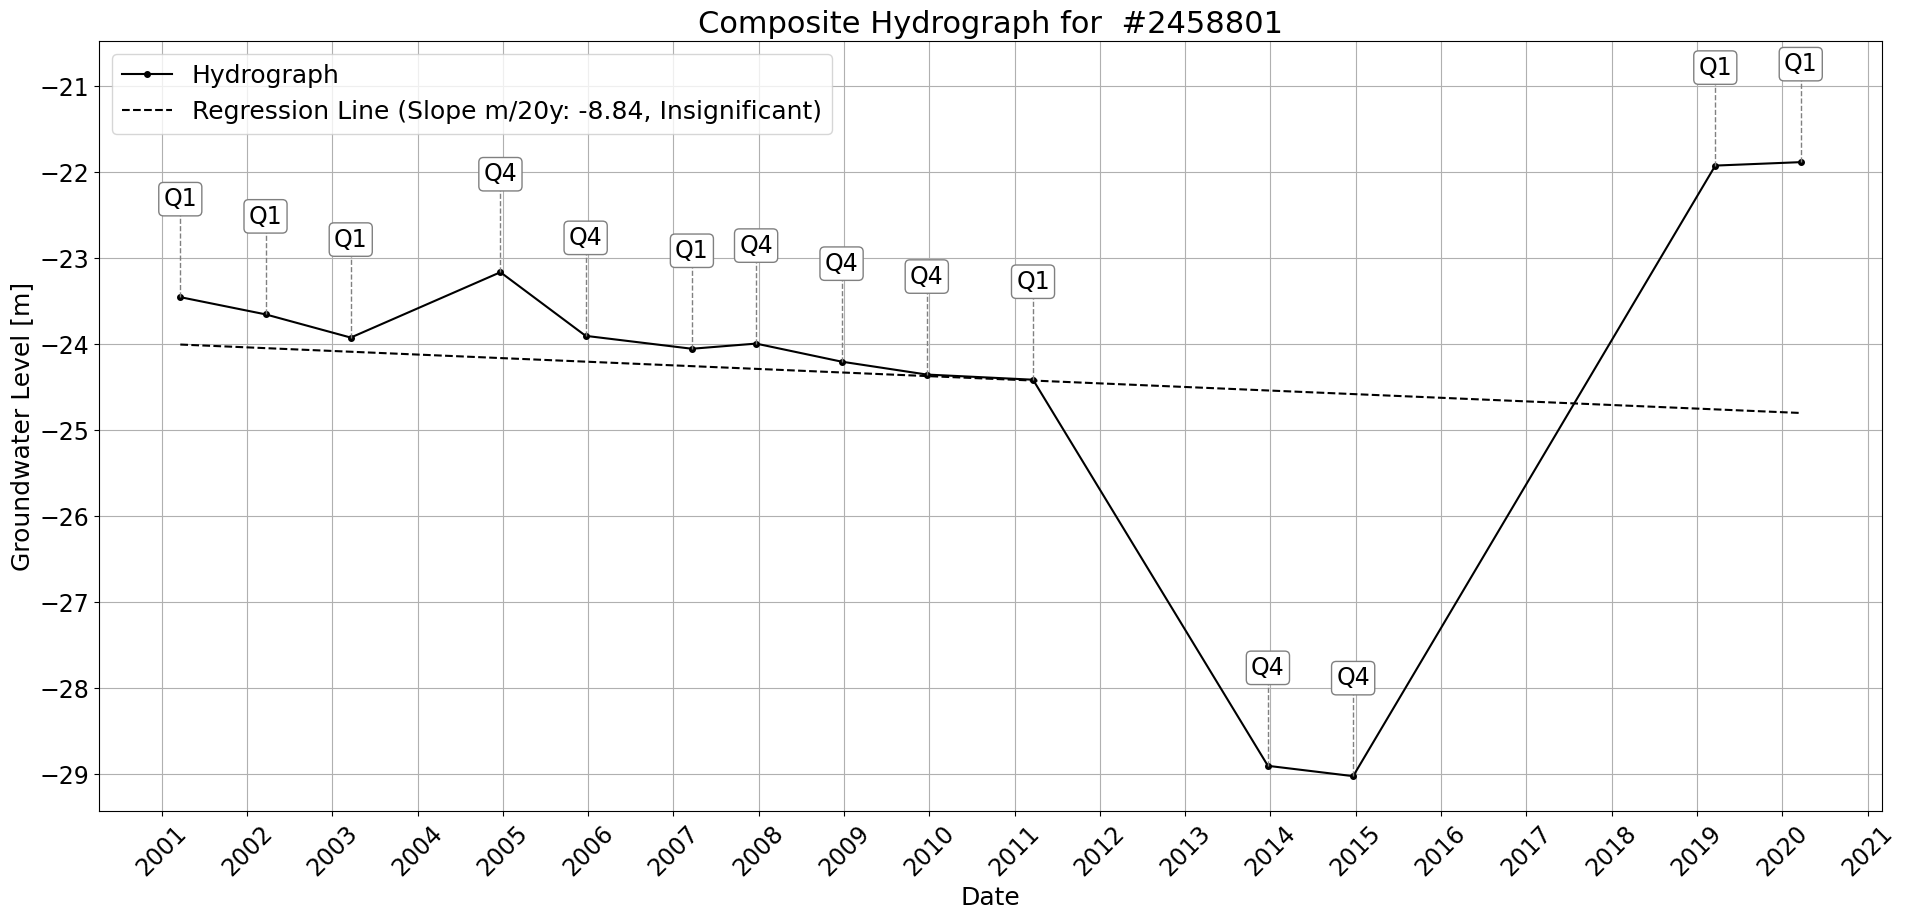 Composite Hydrograph for  #2458801
Hydrograph
Regression Line (Slope m/20y: -8.84, Insignificant)
Groundwater Level [m]
−21
−22
−23
−24
−25
−26
−27
−28
−29
Q1
Q1
Q1
Q4
Q4
Q1
Q4
Q4
Q4
Q1
Q4
Q4
Q1
Q1
2001
2002
2003
2004
2005
2006
2007
2008
2009
2010
2011
2012
2013
2014
2015
2016
2017
2018
2019
2020
2021
Date